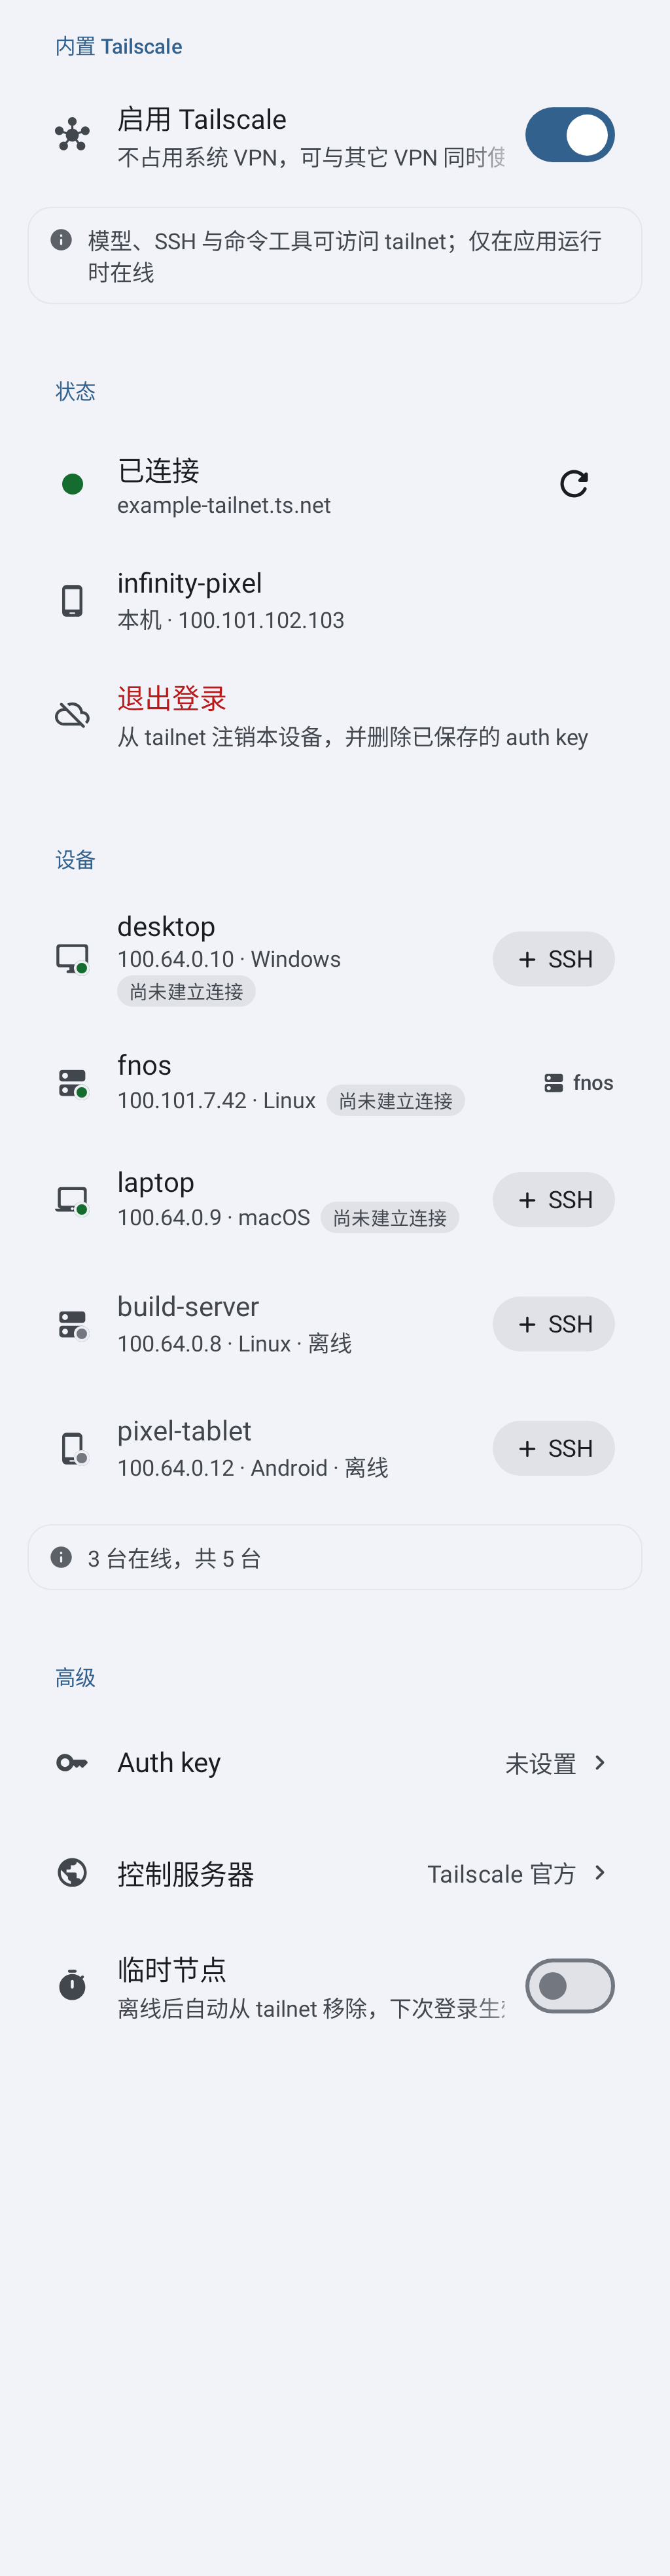 内置 Tailscale
启用 Tailscale
不占用系统 VPN，可与其它 VPN 同时使
模型、SSH 与命令工具可访问 tailnet；仅在应用运行
时在线
状态
已连接
example-tailnet.ts.net
infinity-pixel
本机 · 100.101.102.103
退出登录
从 tailnet 注销本设备，并删除已保存的 auth key
设备
desktop
100.64.0.10 · Windows
尚未建立连接
+ SSH
fnos
100.101.7.42 · Linux 尚未建立连接
fnos
laptop
100.64.0.9 · macOS 尚未建立连接
+ SSH
build-server
100.64.0.8 · Linux · 离线
+ SSH
pixel-tablet
100.64.0.12 · Android · 离线
+ SSH
3 台在线，共 5 台
高级
Auth key
未设置
控制服务器
Tailscale 官方
临时节点
离线后自动从 tailnet 移除，下次登录生